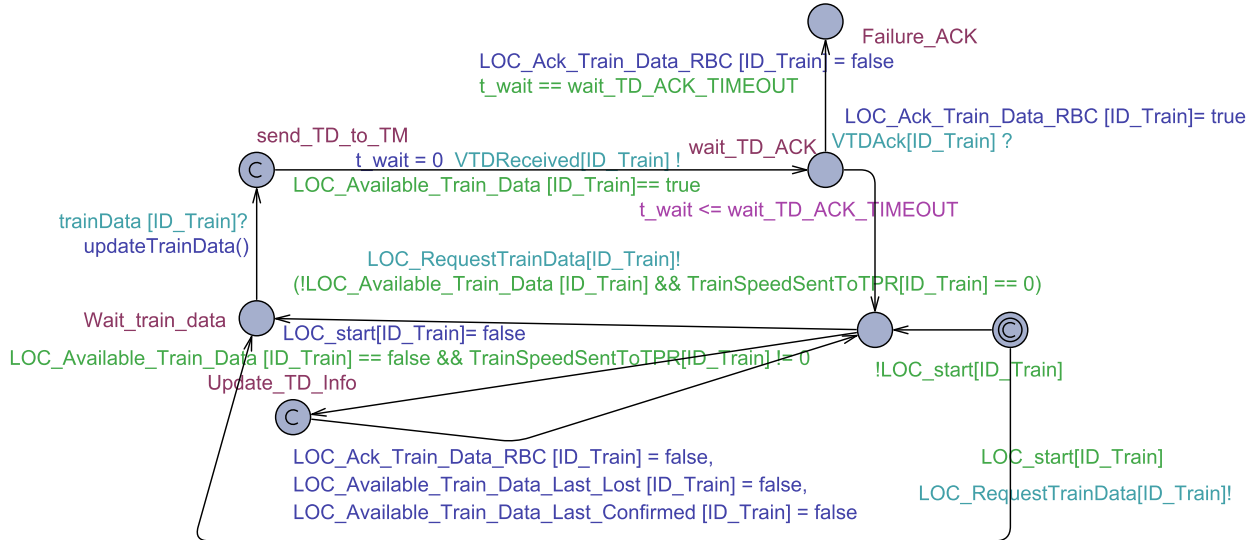 Failure_ACK
LOC_Ack_Train_Data_RBC [ID_Train] = false
t_wait == wait_TD_ACK_TIMEOUT
LOC_Ack_Train_Data_RBC [ID_Train]= true
VTDAck[ID_Train] ?
send_TD_to_TM
wait_TD_ACK
t_wait = 0 VTDReceived[ID_Train] !
C
LOC_Available_Train_Data [ID_Train]== true
t_wait <= wait_TD_ACK_TIMEOUT
trainData [ID_Train]?
updateTrainData()
LOC_RequestTrainData[ID_Train]!
(!LOC_Available_Train_Data [ID_Train] && TrainSpeedSentToTPR[ID_Train] == 0)
Wait_train_data
LOC_start[ID_Train]= false
C
LOC_Available_Train_Data [ID_Train] == false && TrainSpeedSentToTPR[ID_Train] != 0
!LOC_start[ID_Train]
Update_TD_Info
C
LOC_Ack_Train_Data_RBC [ID_Train] = false,
LOC_Available_Train_Data_Last_Lost [ID_Train] = false,
LOC_Available_Train_Data_Last_Confirmed [ID_Train] = false
LOC_start[ID_Train]
LOC_RequestTrainData[ID_Train]!